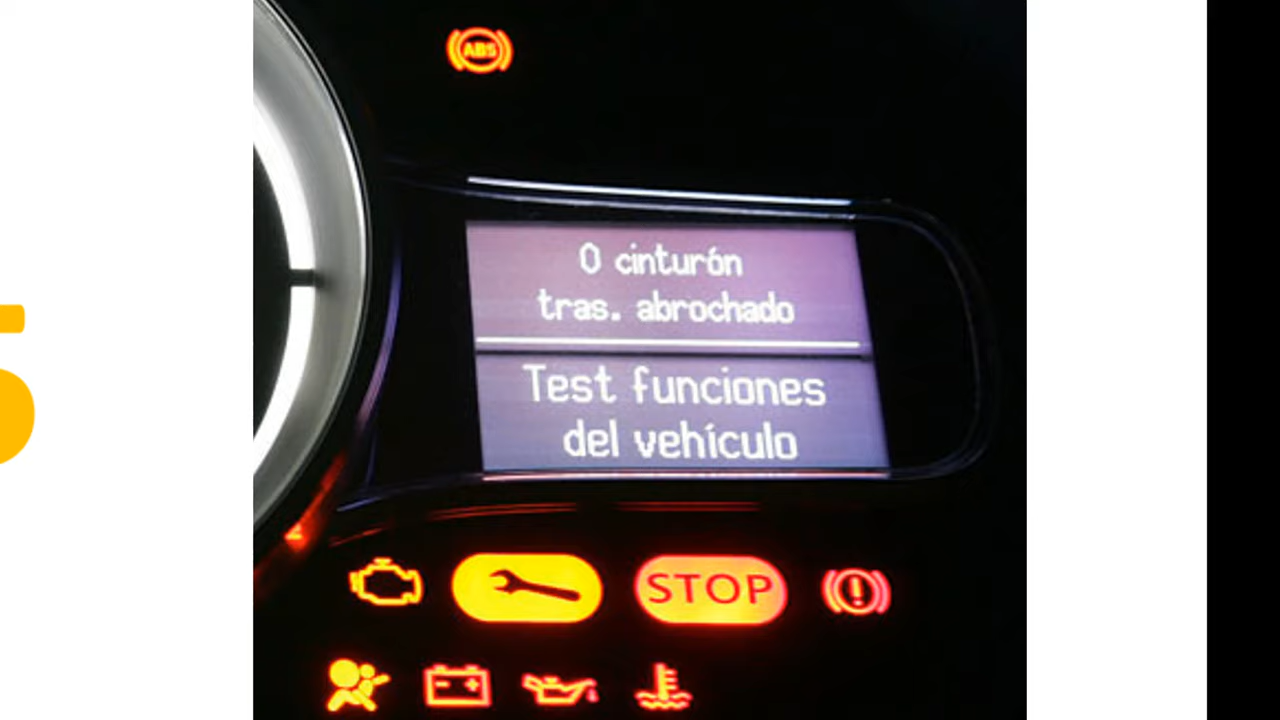 ABS
0 cinturón
tras. abrochado
Test funciones
del vehículo
STOP